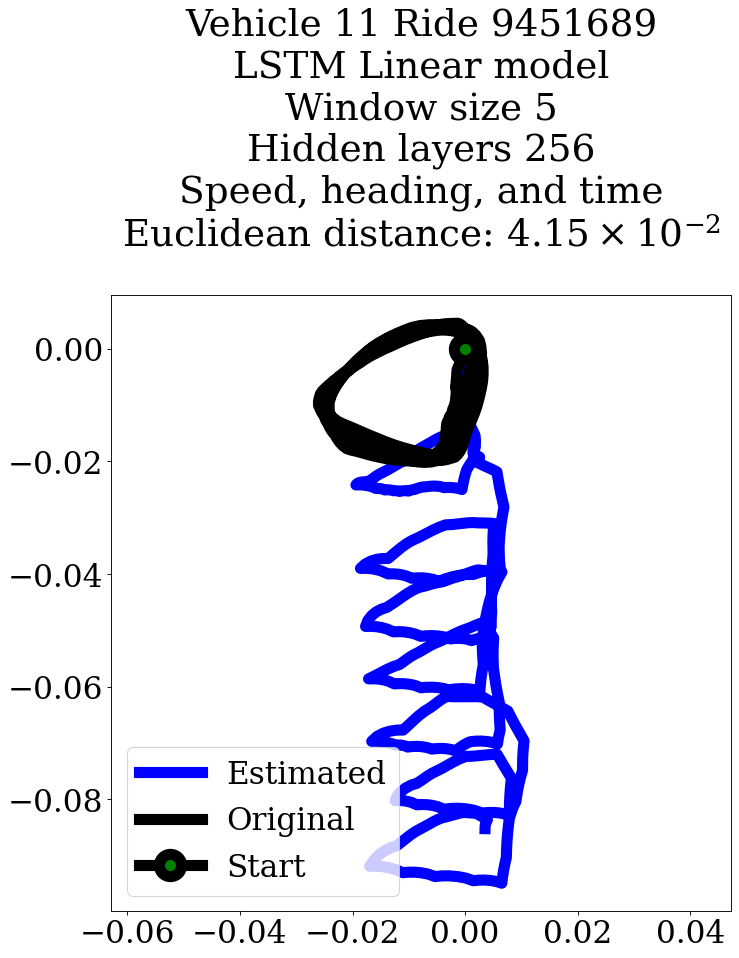 Vehicle 11 Ride 9451689
LSTM Linear model
Window size 5
Hidden layers 256
Speed, heading, and time
Euclidean distance: 4.15 × 10⁻²
0.00
−0.02
−0.04
−0.06
−0.08
Estimated
Original
Start
−0.06 −0.04 −0.02 0.00 0.02 0.04